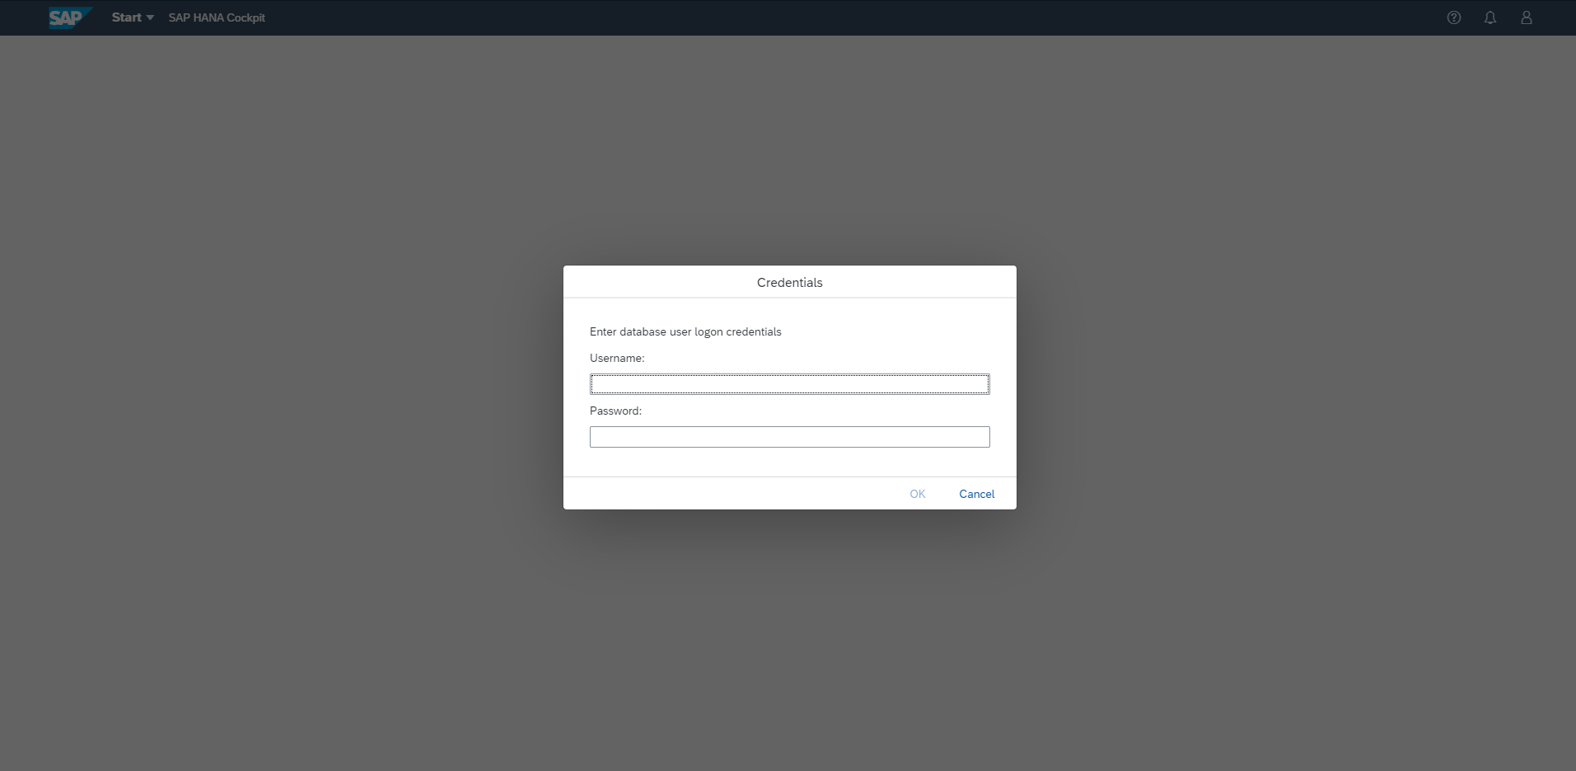 SAP Start SAP HANA Cockpit
Credentials
Enter database user logon credentials
Username:
Password:
OK Cancel